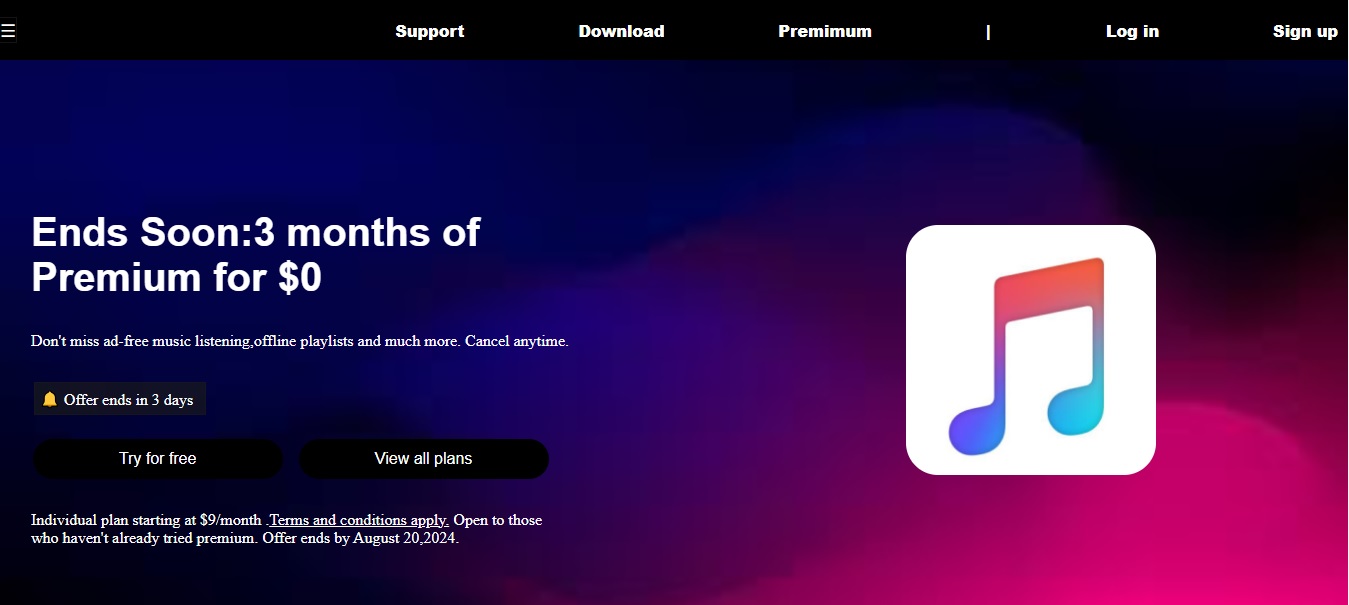 ☰ Support Download Premimum | Log in Sign up
Ends Soon:3 months of
Premium for $0
Don't miss ad-free music listening,offline playlists and much more. Cancel anytime.
🔔 Offer ends in 3 days
Try for free View all plans
Individual plan starting at $9/month .Terms and conditions apply. Open to those
who haven't already tried premium. Offer ends by August 20,2024.